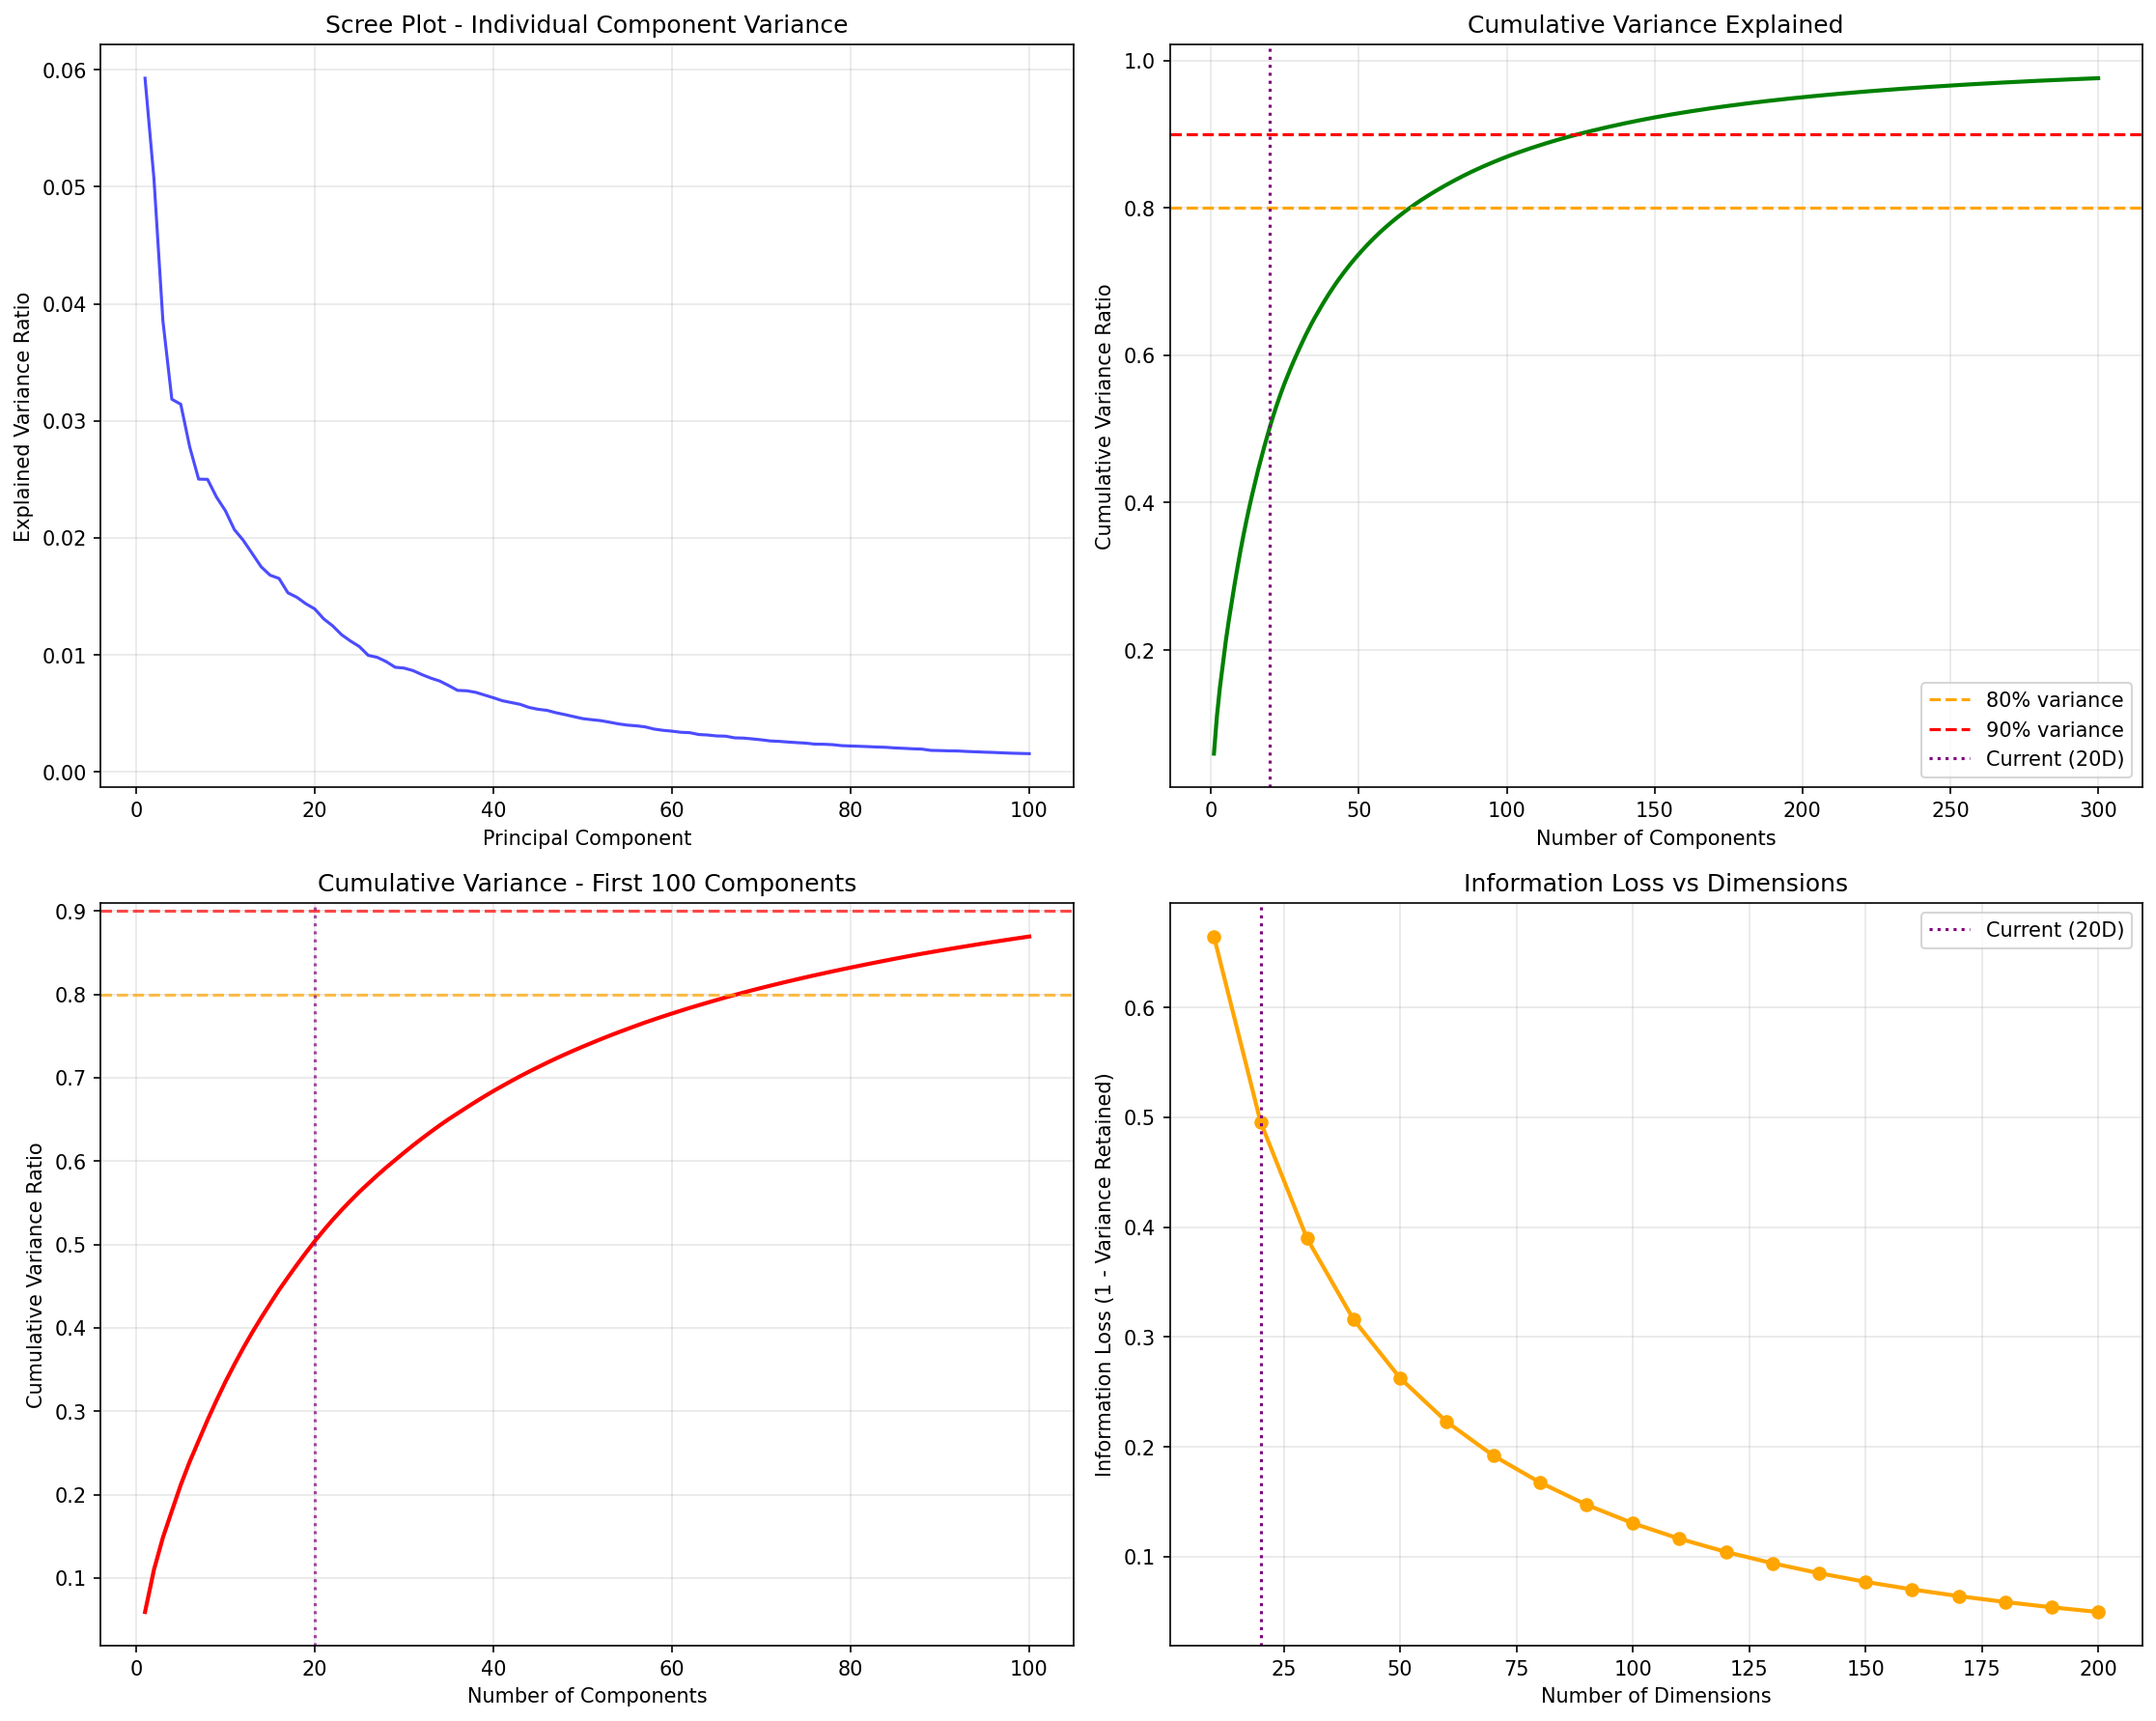 Scree Plot - Individual Component Variance
Explained Variance Ratio
0.06
0.05
0.04
0.03
0.02
0.01
0.00
0 20 40 60 80 100
Principal Component
Cumulative Variance Explained
Cumulative Variance Ratio
1.0
0.8
0.6
0.4
0.2
80% variance
90% variance
Current (20D)
0 50 100 150 200 250 300
Number of Components
Cumulative Variance - First 100 Components
Cumulative Variance Ratio
0.9
0.8
0.7
0.6
0.5
0.4
0.3
0.2
0.1
0 20 40 60 80 100
Number of Components
Information Loss vs Dimensions
Information Loss (1 - Variance Retained)
Current (20D)
0.6
0.5
0.4
0.3
0.2
0.1
25 50 75 100 125 150 175 200
Number of Dimensions